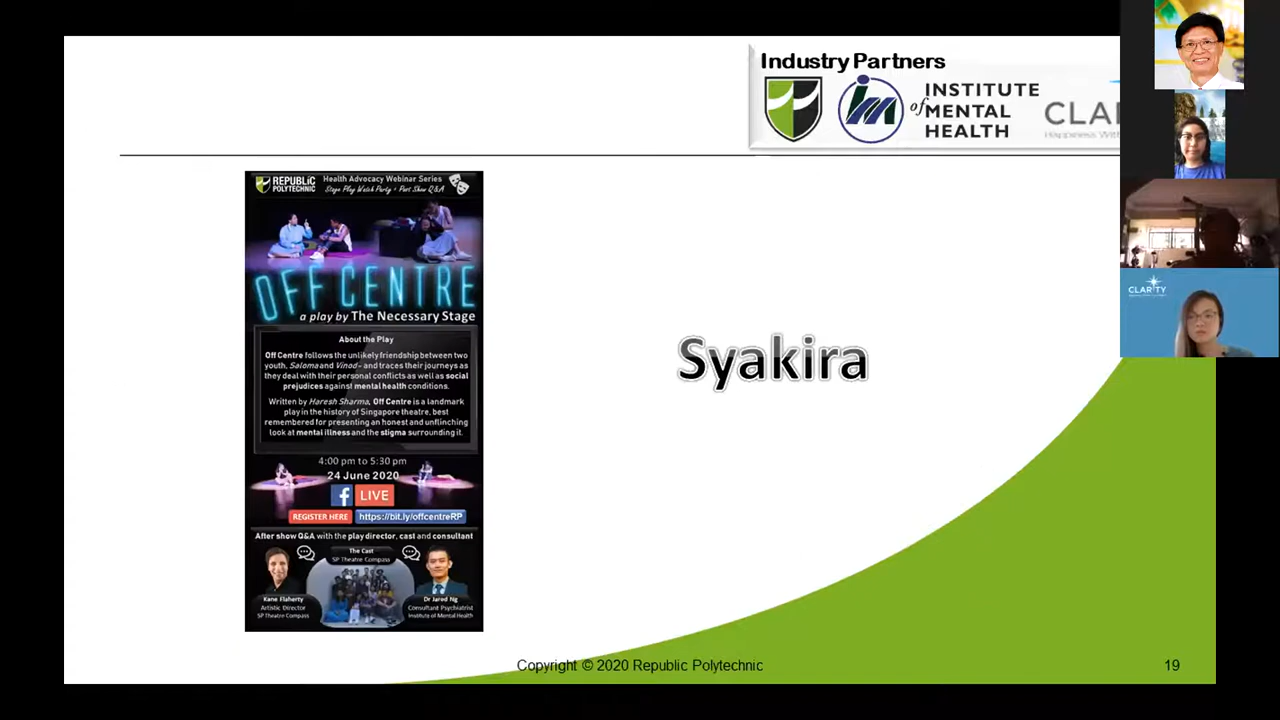 Industry Partners
INSTITUTE
of MENTAL
HEALTH
CLA
Happiness With
REPUBLIC
POLYTECHNIC
Health Advocacy Webinar Series
Stage Play Watch Party + Post Show Q&A
OFF CENTRE
a play by The Necessary Stage
About the Play
Off Centre follows the unlikely friendship between two
youth, Saloma and Vinod - and traces their journeys as
they deal with their personal conflicts as well as social
prejudices against mental health conditions.
Written by Haresh Sharma, Off Centre is a landmark
play in the history of Singapore theatre, best
remembered for presenting an honest and unflinching
look at mental illness and the stigma surrounding it.
4:00 pm to 5:30 pm
24 June 2020
f LIVE
REGISTER HERE https://bit.ly/offcentreRP
After show Q&A with the play director, cast and consultant
The Cast
SP Theatre Compass
Kane Flaherty
Artistic Director
SP Theatre Compass
Dr Jared Ng
Consultant Psychiatrist
Institute of Mental Health
Syakira
CLARITY
Copyright © 2020 Republic Polytechnic
19